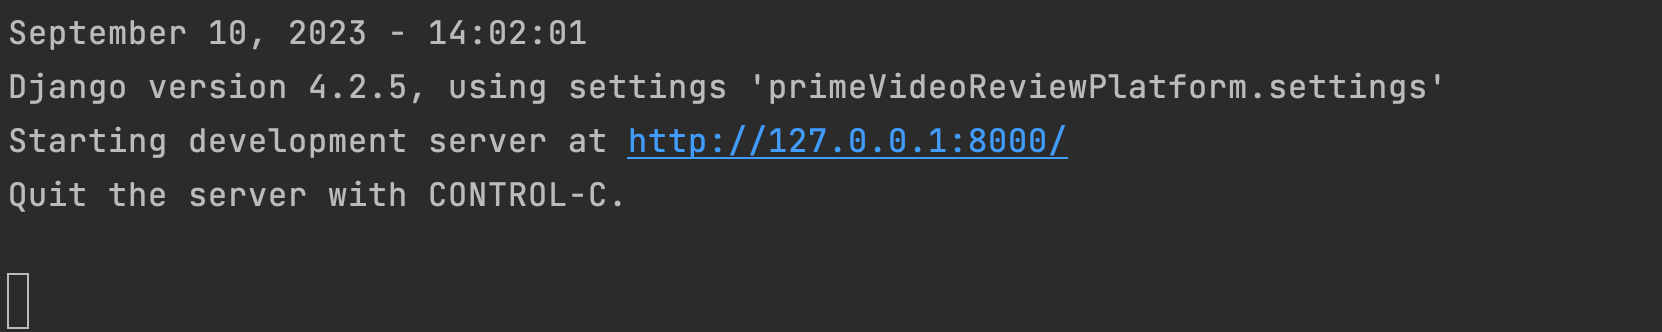 September 10, 2023 - 14:02:01
Django version 4.2.5, using settings 'primeVideoReviewPlatform.settings'
Starting development server at http://127.0.0.1:8000/
Quit the server with CONTROL-C.